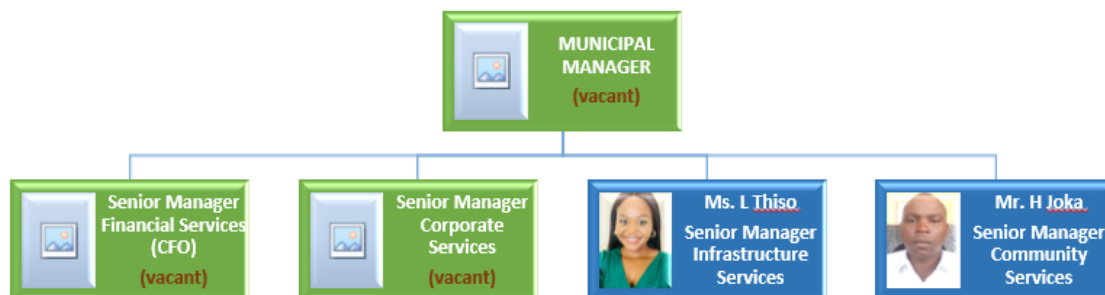 MUNICIPAL
MANAGER
(vacant)
Senior Manager
Financial Services
(CFO)
(vacant)
Senior Manager
Corporate
Services
(vacant)
Ms. L Thiso
Senior Manager
Infrastructure
Services
Mr. H Joka
Senior Manager
Community
Services